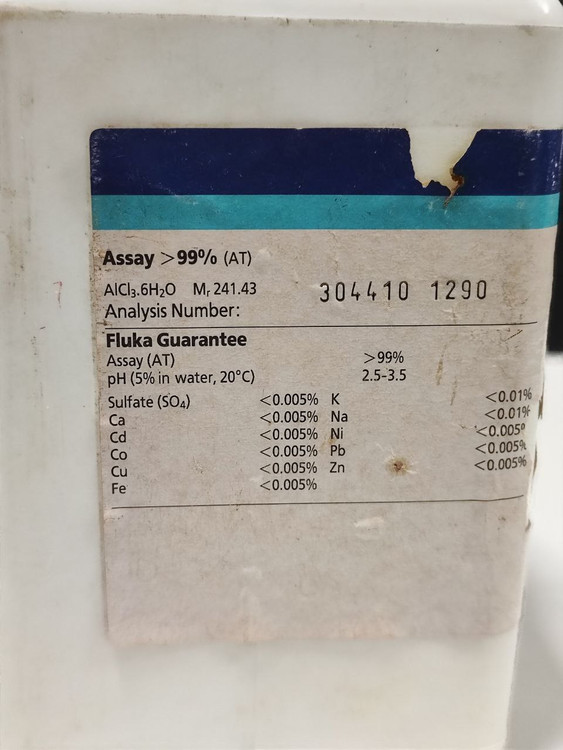 Assay >99% (AT)
AlCl₃.6H₂O Mᵣ 241.43 304410 1290
Analysis Number:
Fluka Guarantee
Assay (AT) >99%
pH (5% in water, 20°C) 2.5-3.5
Sulfate (SO₄) <0.005% K <0.01%
Ca <0.005% Na <0.01%
Cd <0.005% Ni <0.005%
Co <0.005% Pb <0.005%
Cu <0.005% Zn <0.005%
Fe <0.005%